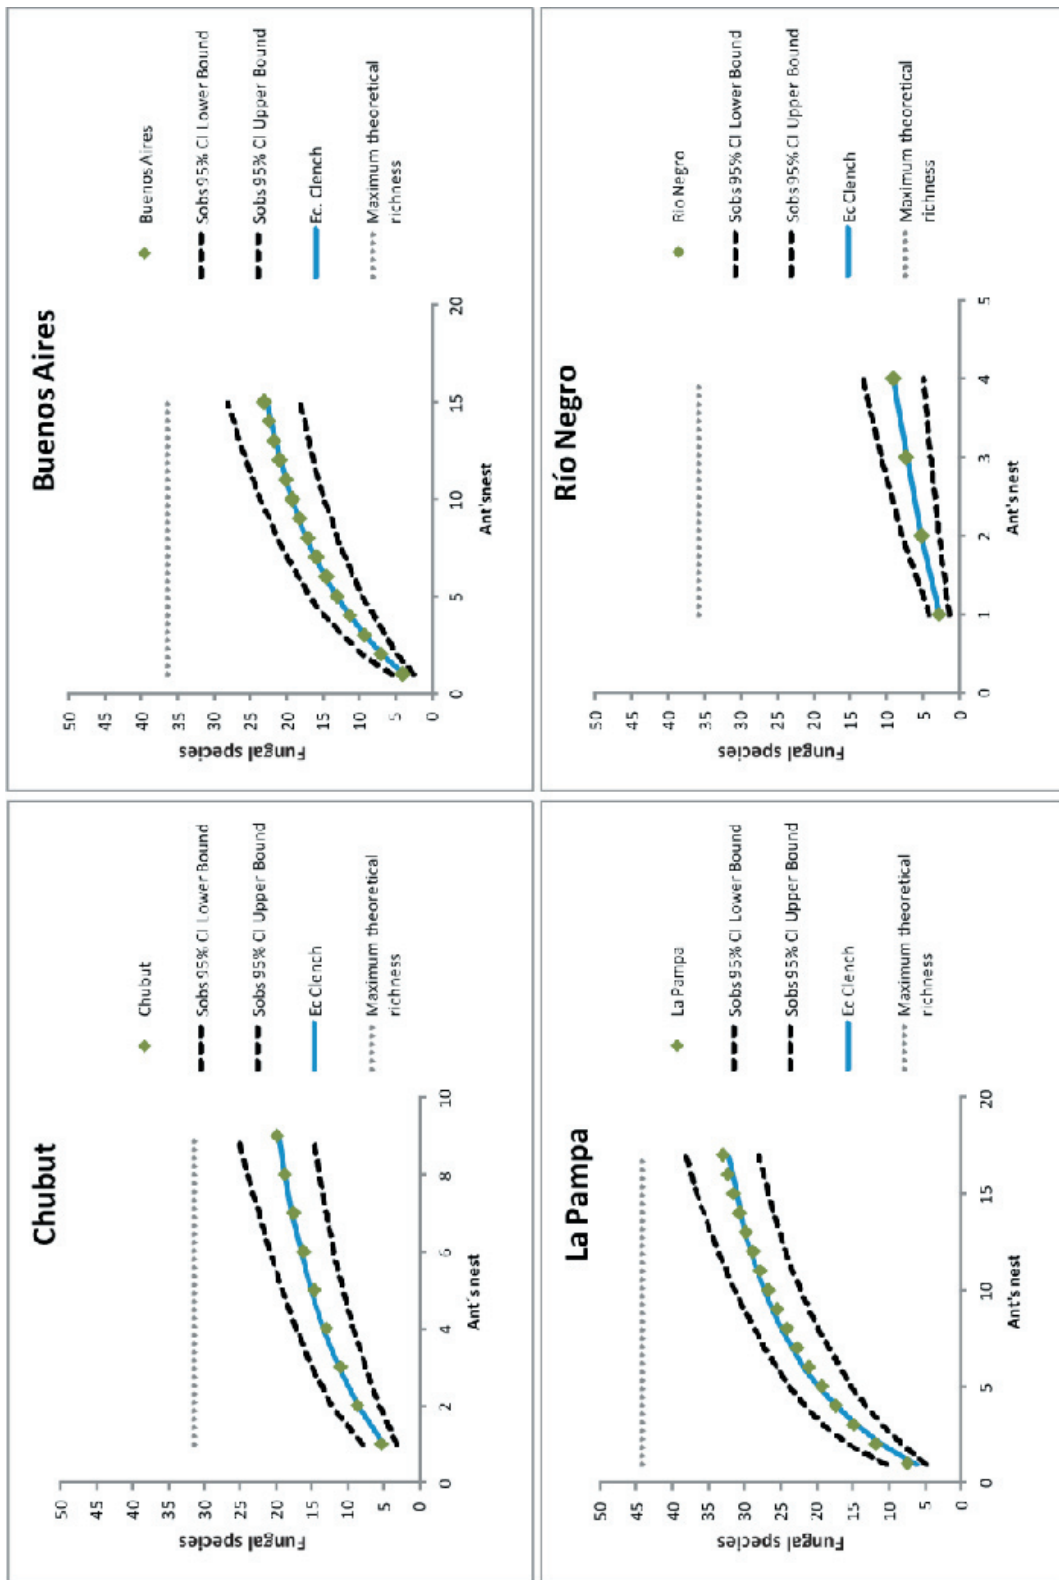 Chubut
50
45
40
35
30
25
20
15
10
5
0
Fungal species
0
2
4
6
8
10
Ant´s nest
Chubut
Sobs 95% CI Lower Bound
Sobs 95% CI Upper Bound
Ec Clench
Maximum theoretical
richness
Buenos Aires
50
45
40
35
30
25
20
15
10
5
0
Fungal species
0
5
10
15
20
Ant'snest
Buenos Aires
Sobs 95% CI Lower Bound
Sobs 95% CI Upper Bound
Ec. Clench
Maximum theoretical
richness
La Pampa
50
45
40
35
30
25
20
15
10
5
0
Fungal species
0
5
10
15
20
Ant'snest
La Pampa
Sobs 95% CI Lower Bound
Sobs 95% CI Upper Bound
Ec Clench
Maximum theoretical
richness
Río Negro
50
45
40
35
30
25
20
15
10
5
0
Fungal species
0
1
2
3
4
5
Ant'snest
Río Negro
Sobs 95% CI Lower Bound
Sobs 95% CI Upper Bound
Ec Clench
Maximum theoretical
richness